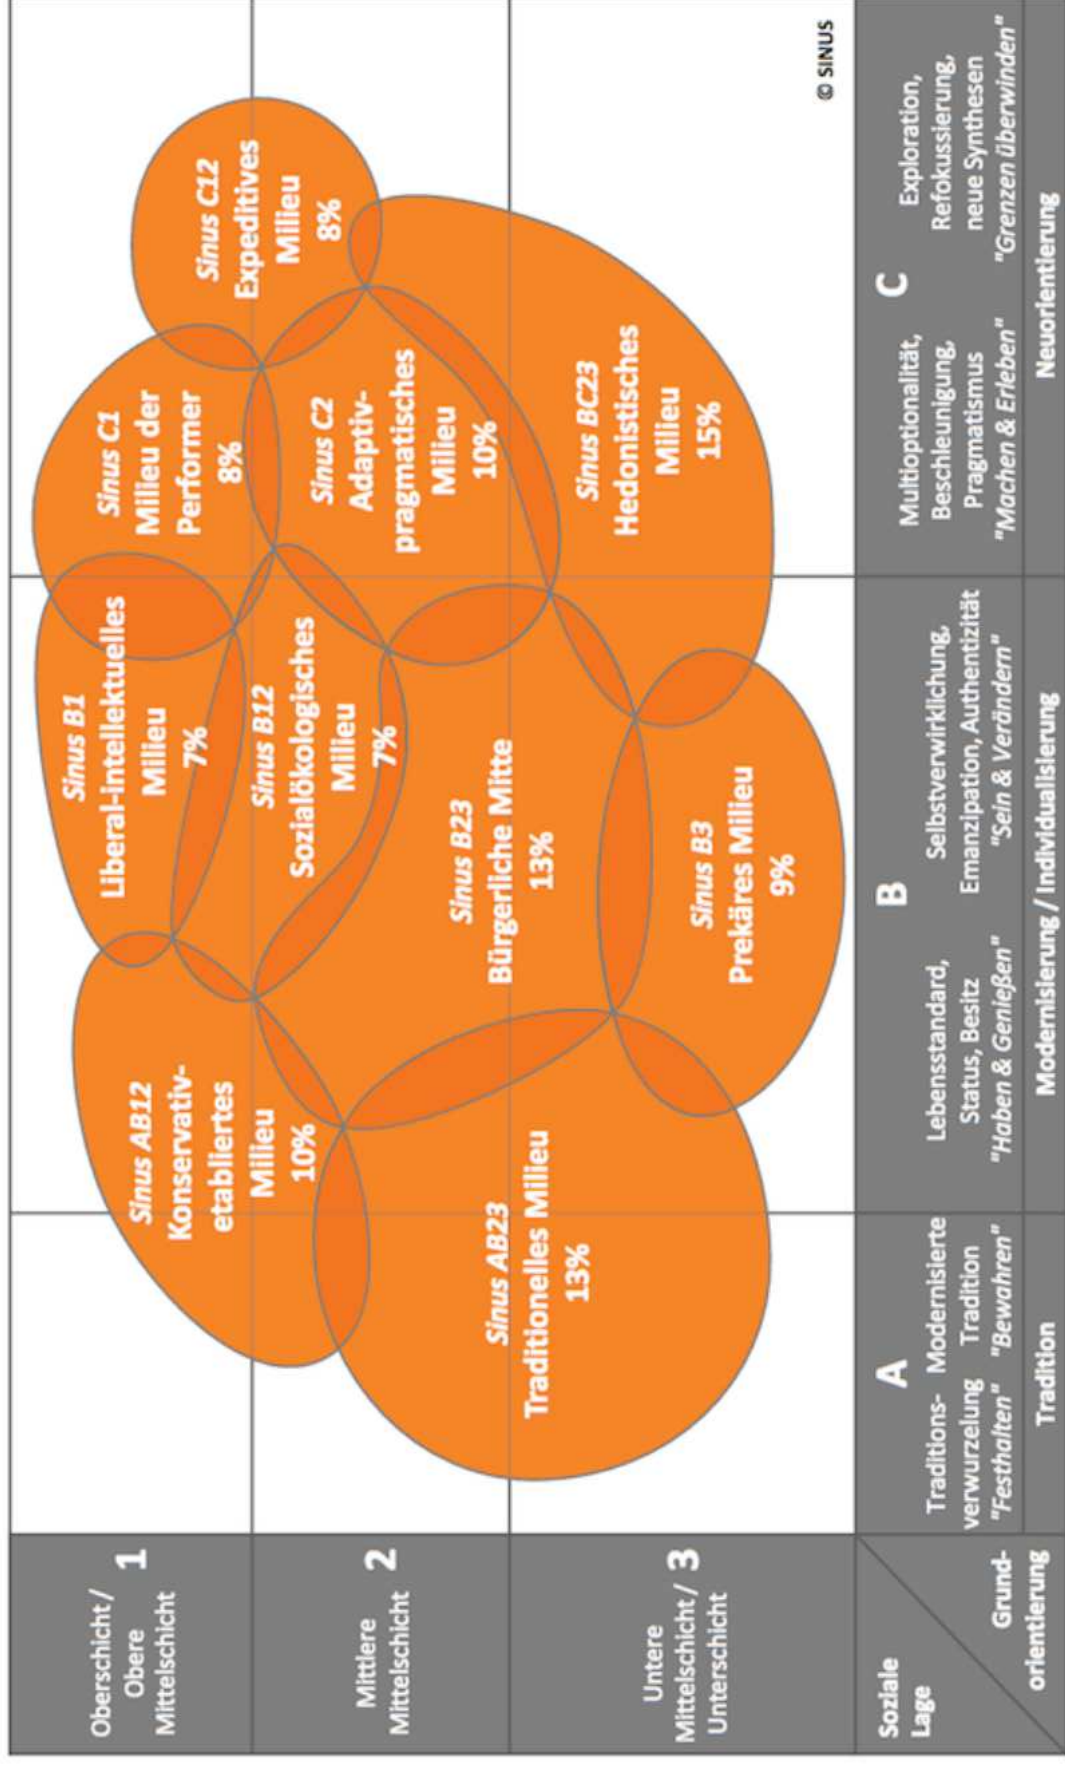 Oberschicht /
Obere
Mittelschicht
1
Mittlere
Mittelschicht
2
Untere
Mittelschicht /
Unterschicht
3
Sinus AB12
Konservativ-
etabliertes
Milieu
10%
Sinus B1
Liberal-intellektuelles
Milieu
7%
Sinus C1
Milieu der
Performer
8%
Sinus C12
Expeditives
Milieu
8%
Sinus B12
Sozialökologisches
Milieu
7%
Sinus C2
Adaptiv-
pragmatisches
Milieu
10%
Sinus AB23
Traditionelles Milieu
13%
Sinus B23
Bürgerliche Mitte
13%
Sinus BC23
Hedonistisches
Milieu
15%
Sinus B3
Prekäres Milieu
9%
© SINUS
Soziale
Lage
Grund-
orientierung
A
Traditions-
verwurzelung
"Festhalten"
Modernisierte
Tradition
"Bewahren"
Tradition
B
Lebensstandard,
Status, Besitz
"Haben & Genießen"
Selbstverwirklichung,
Emanzipation, Authentizität
"Sein & Verändern"
Modernisierung / Individualisierung
C
Multioptionalität,
Beschleunigung,
Pragmatismus
"Machen & Erleben"
Exploration,
Refokussierung,
neue Synthesen
"Grenzen überwinden"
Neuorientierung